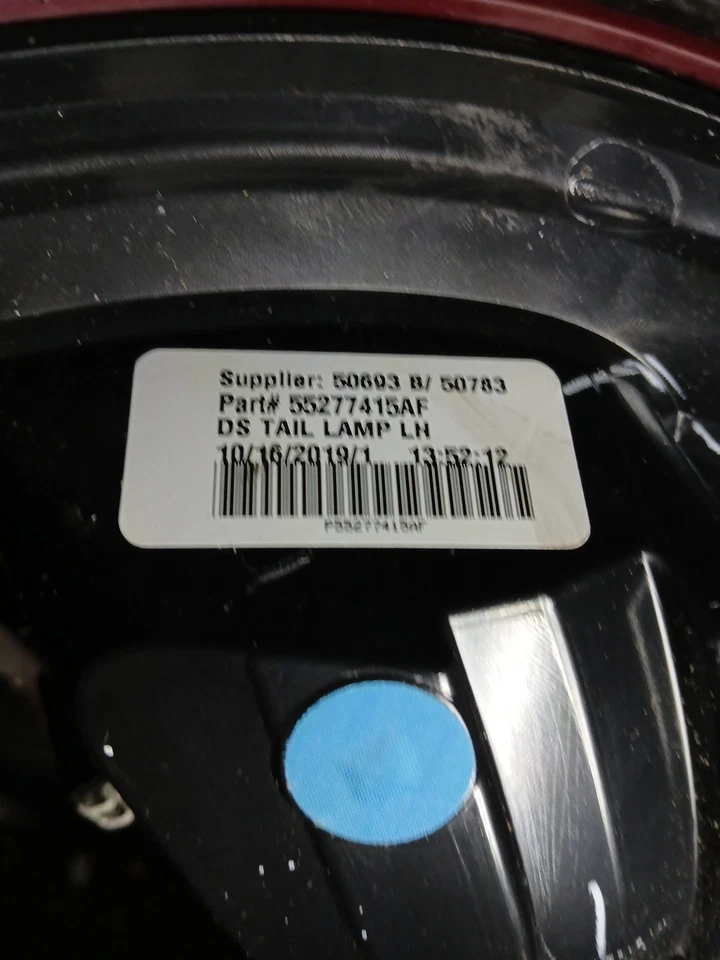 Supplier: 50693 B/ 50783
Part# 55277415AF
DS TAIL LAMP LH
10/16/2019/1 13:52:12
P55277415AF